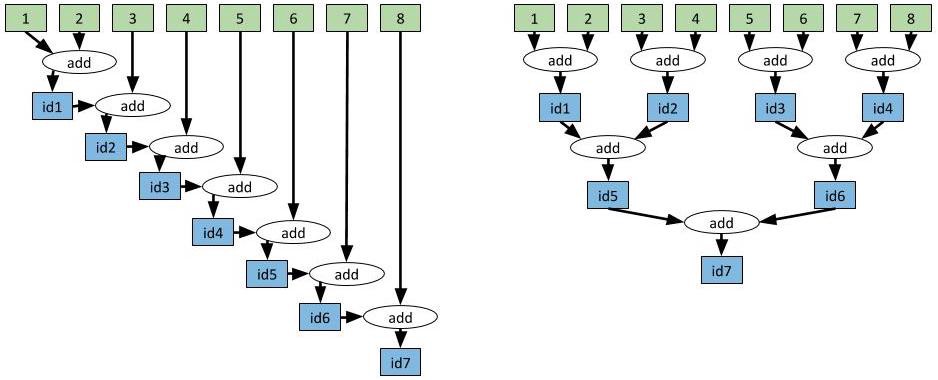 1 2 3 4 5 6 7 8 1 2 3 4 5 6 7 8
add add add add add
id1 add id1 id2 id3 id4
id2 add add add
id3 add id5 id6
id4 add add
id5 add id7
id6 add
id7